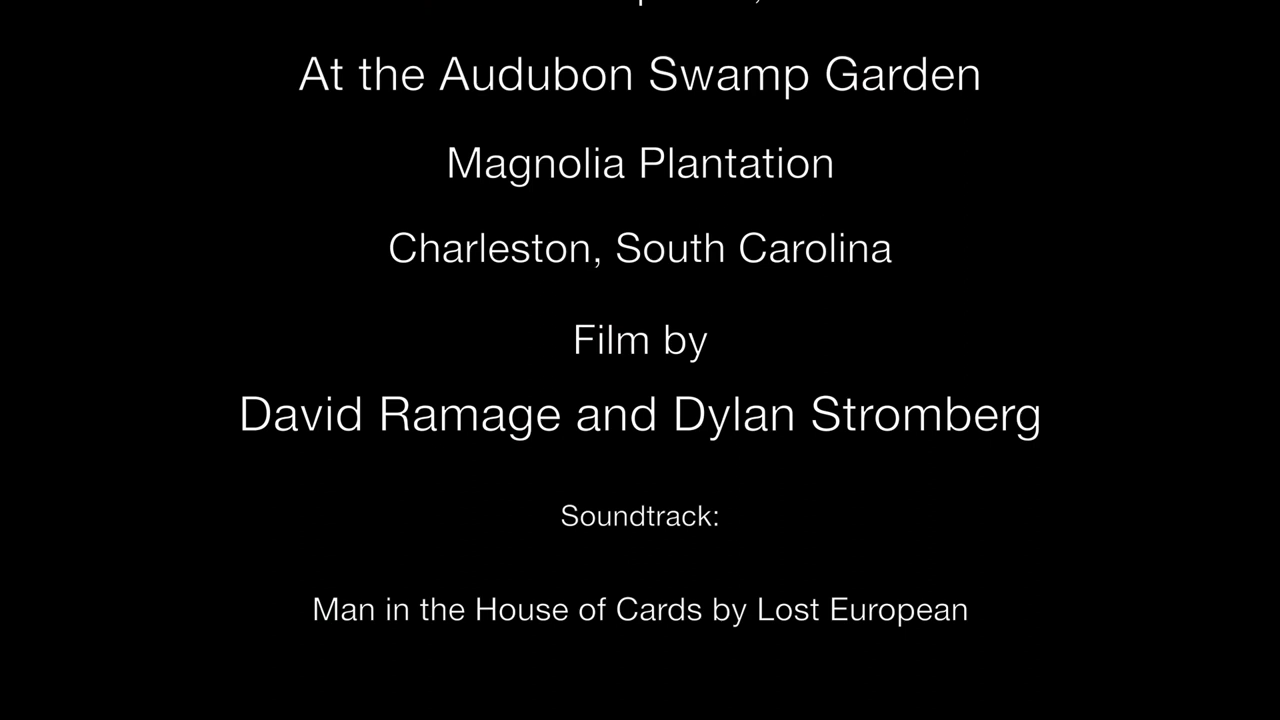 At the Audubon Swamp Garden
Magnolia Plantation
Charleston, South Carolina
Film by
David Ramage and Dylan Stromberg
Soundtrack:
Man in the House of Cards by Lost European